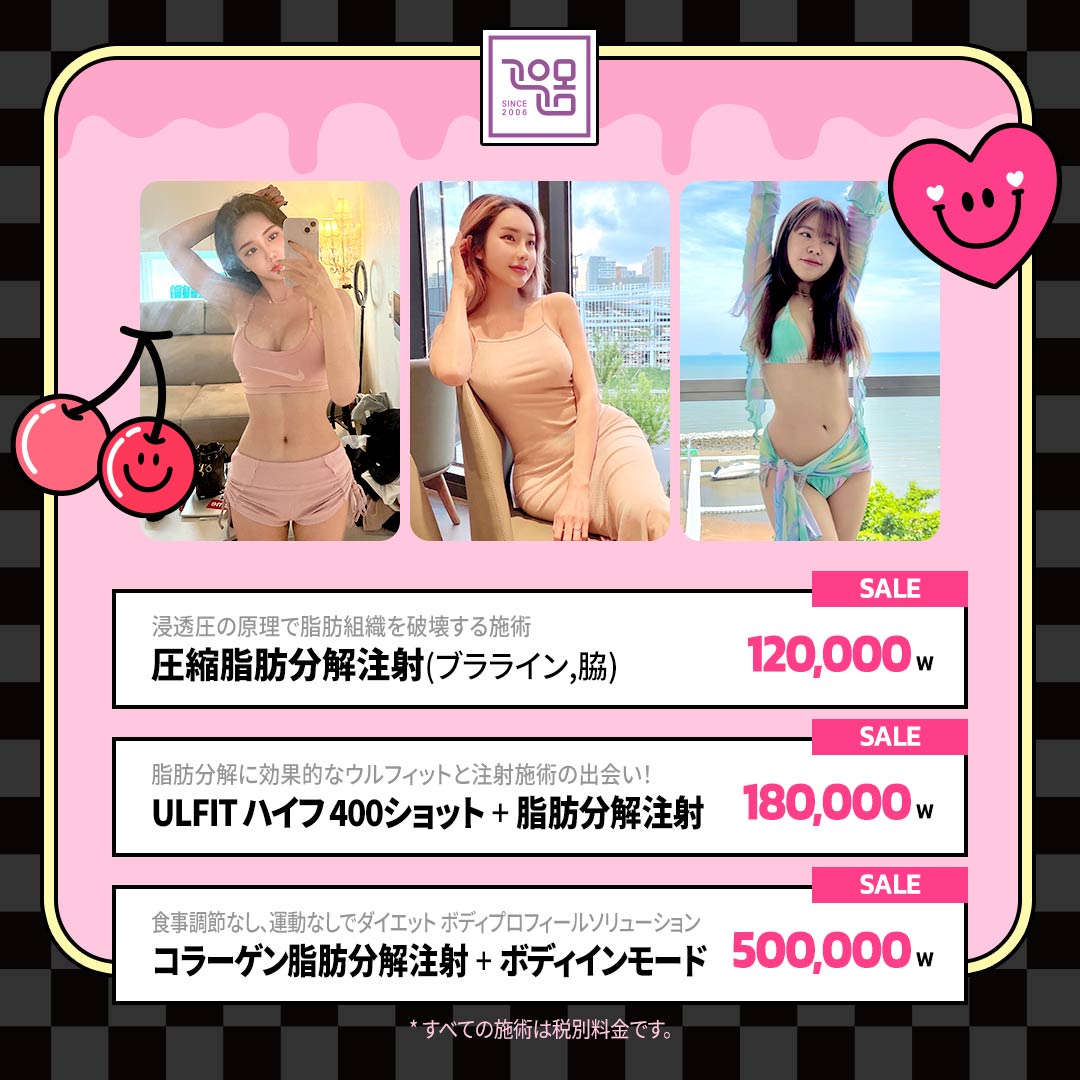 고운몸
SINCE
2006
SALE
浸透圧の原理で脂肪組織を破壊する施術
圧縮脂肪分解注射(ブラライン,脇)
120,000 w
SALE
脂肪分解に効果的なウルフィットと注射施術の出会い!
ULFIT ハイフ 400ショット + 脂肪分解注射
180,000 w
SALE
食事調節なし、運動なしでダイエット ボディプロフィールソリューション
コラーゲン脂肪分解注射 + ボディインモード
500,000 w
* すべての施術は税別料金です。